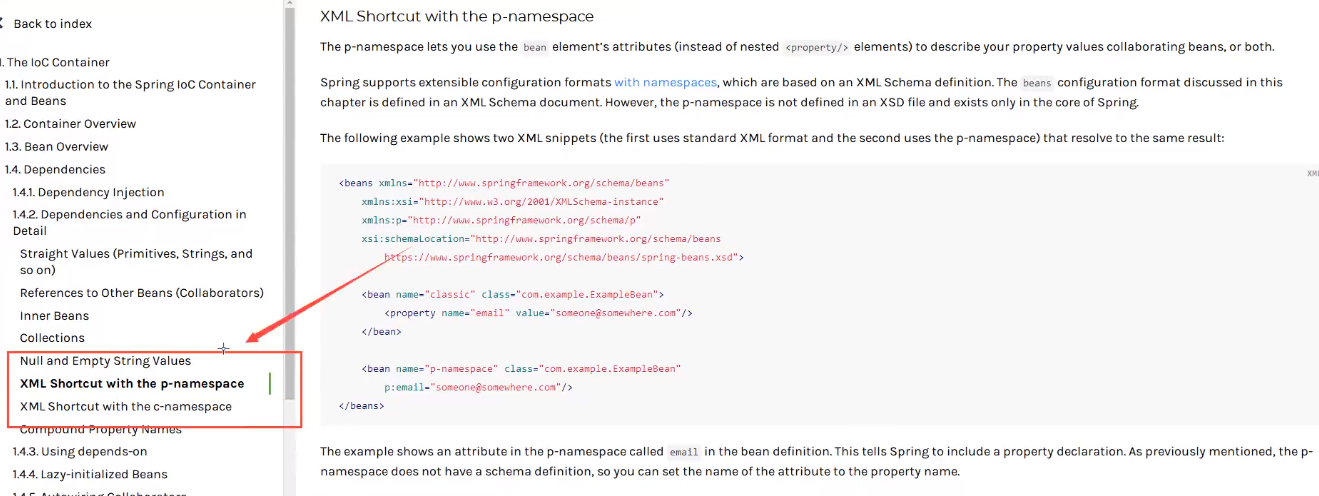 Back to index
1. The IoC Container
1.1. Introduction to the Spring IoC Container
and Beans
1.2. Container Overview
1.3. Bean Overview
1.4. Dependencies
1.4.1. Dependency Injection
1.4.2. Dependencies and Configuration in
Detail
Straight Values (Primitives, Strings, and
so on)
References to Other Beans (Collaborators)
Inner Beans
Collections
Null and Empty String Values
XML Shortcut with the p-namespace
XML Shortcut with the c-namespace
Compound Property Names
1.4.3. Using depends-on
1.4.4. Lazy-initialized Beans
1.4.5. Autowiring Collaborators
XML Shortcut with the p-namespace
The p-namespace lets you use the bean element's attributes (instead of nested <property/> elements) to describe your property values collaborating beans, or both.
Spring supports extensible configuration formats with namespaces, which are based on an XML Schema definition. The beans configuration format discussed in this
chapter is defined in an XML Schema document. However, the p-namespace is not defined in an XSD file and exists only in the core of Spring.
The following example shows two XML snippets (the first uses standard XML format and the second uses the p-namespace) that resolve to the same result:
XML
<beans xmlns="http://www.springframework.org/schema/beans"
xmlns:xsi="http://www.w3.org/2001/XMLSchema-instance"
xmlns:p="http://www.springframework.org/schema/p"
xsi:schemaLocation="http://www.springframework.org/schema/beans
https://www.springframework.org/schema/beans/spring-beans.xsd">
<bean name="classic" class="com.example.ExampleBean">
<property name="email" value="someone@somewhere.com"/>
</bean>
<bean name="p-namespace" class="com.example.ExampleBean"
p:email="someone@somewhere.com"/>
</beans>
The example shows an attribute in the p-namespace called email in the bean definition. This tells Spring to include a property declaration. As previously mentioned, the p-
namespace does not have a schema definition, so you can set the name of the attribute to the property name.